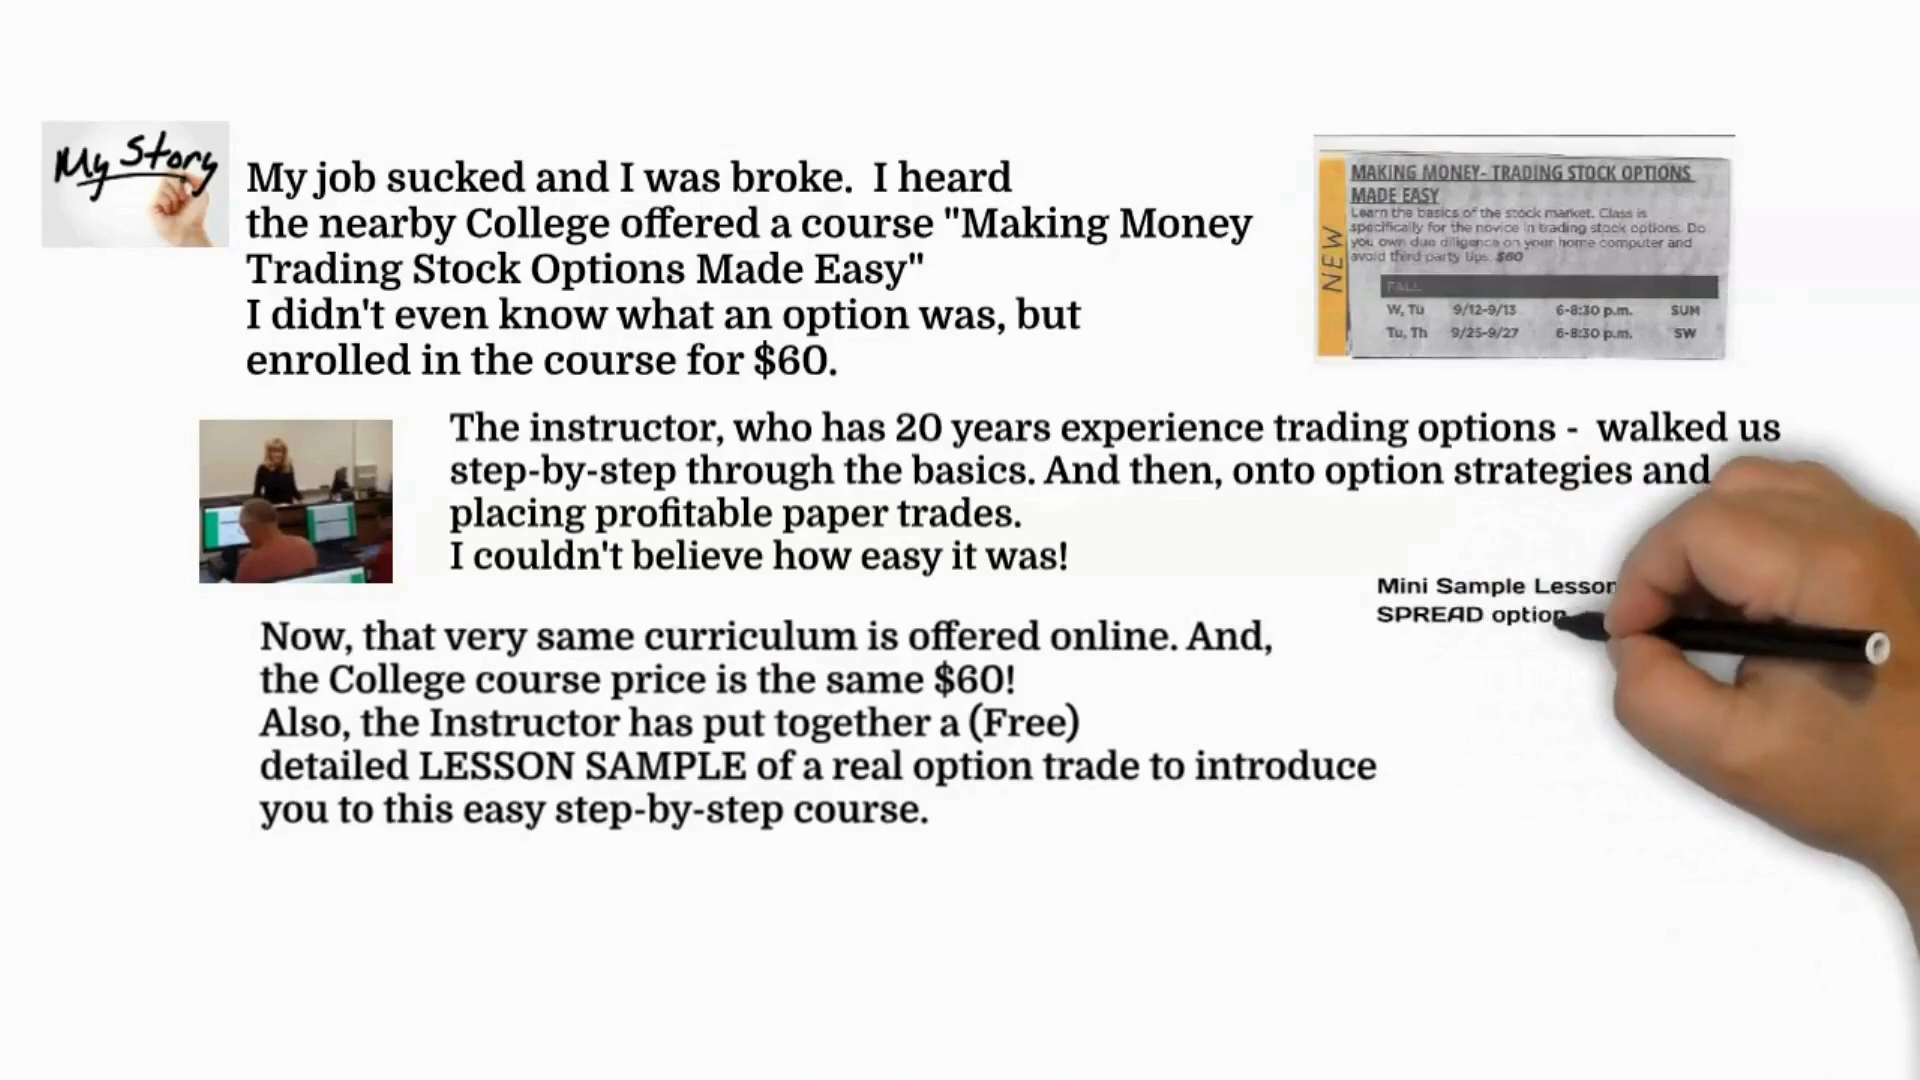 My Story
My job sucked and I was broke.  I heard
the nearby College offered a course "Making Money
Trading Stock Options Made Easy"
I didn't even know what an option was, but
enrolled in the course for $60.
NEW
MAKING MONEY- TRADING STOCK OPTIONS
MADE EASY
Learn the basics of the stock market. Class is
specifically for the novice in trading stock options. Do
you own due diligence on your home computer and
avoid third party tips. $60
FALL
W, Tu 9/12-9/13 6-8:30 p.m. SUM
Tu, Th 9/25-9/27 6-8:30 p.m. SW
The instructor, who has 20 years experience trading options -  walked us
step-by-step through the basics. And then, onto option strategies and
placing profitable paper trades.
I couldn't believe how easy it was!
Mini Sample Lesson
SPREAD option
Now, that very same curriculum is offered online. And,
the College course price is the same $60!
Also, the Instructor has put together a (Free)
detailed LESSON SAMPLE of a real option trade to introduce
you to this easy step-by-step course.